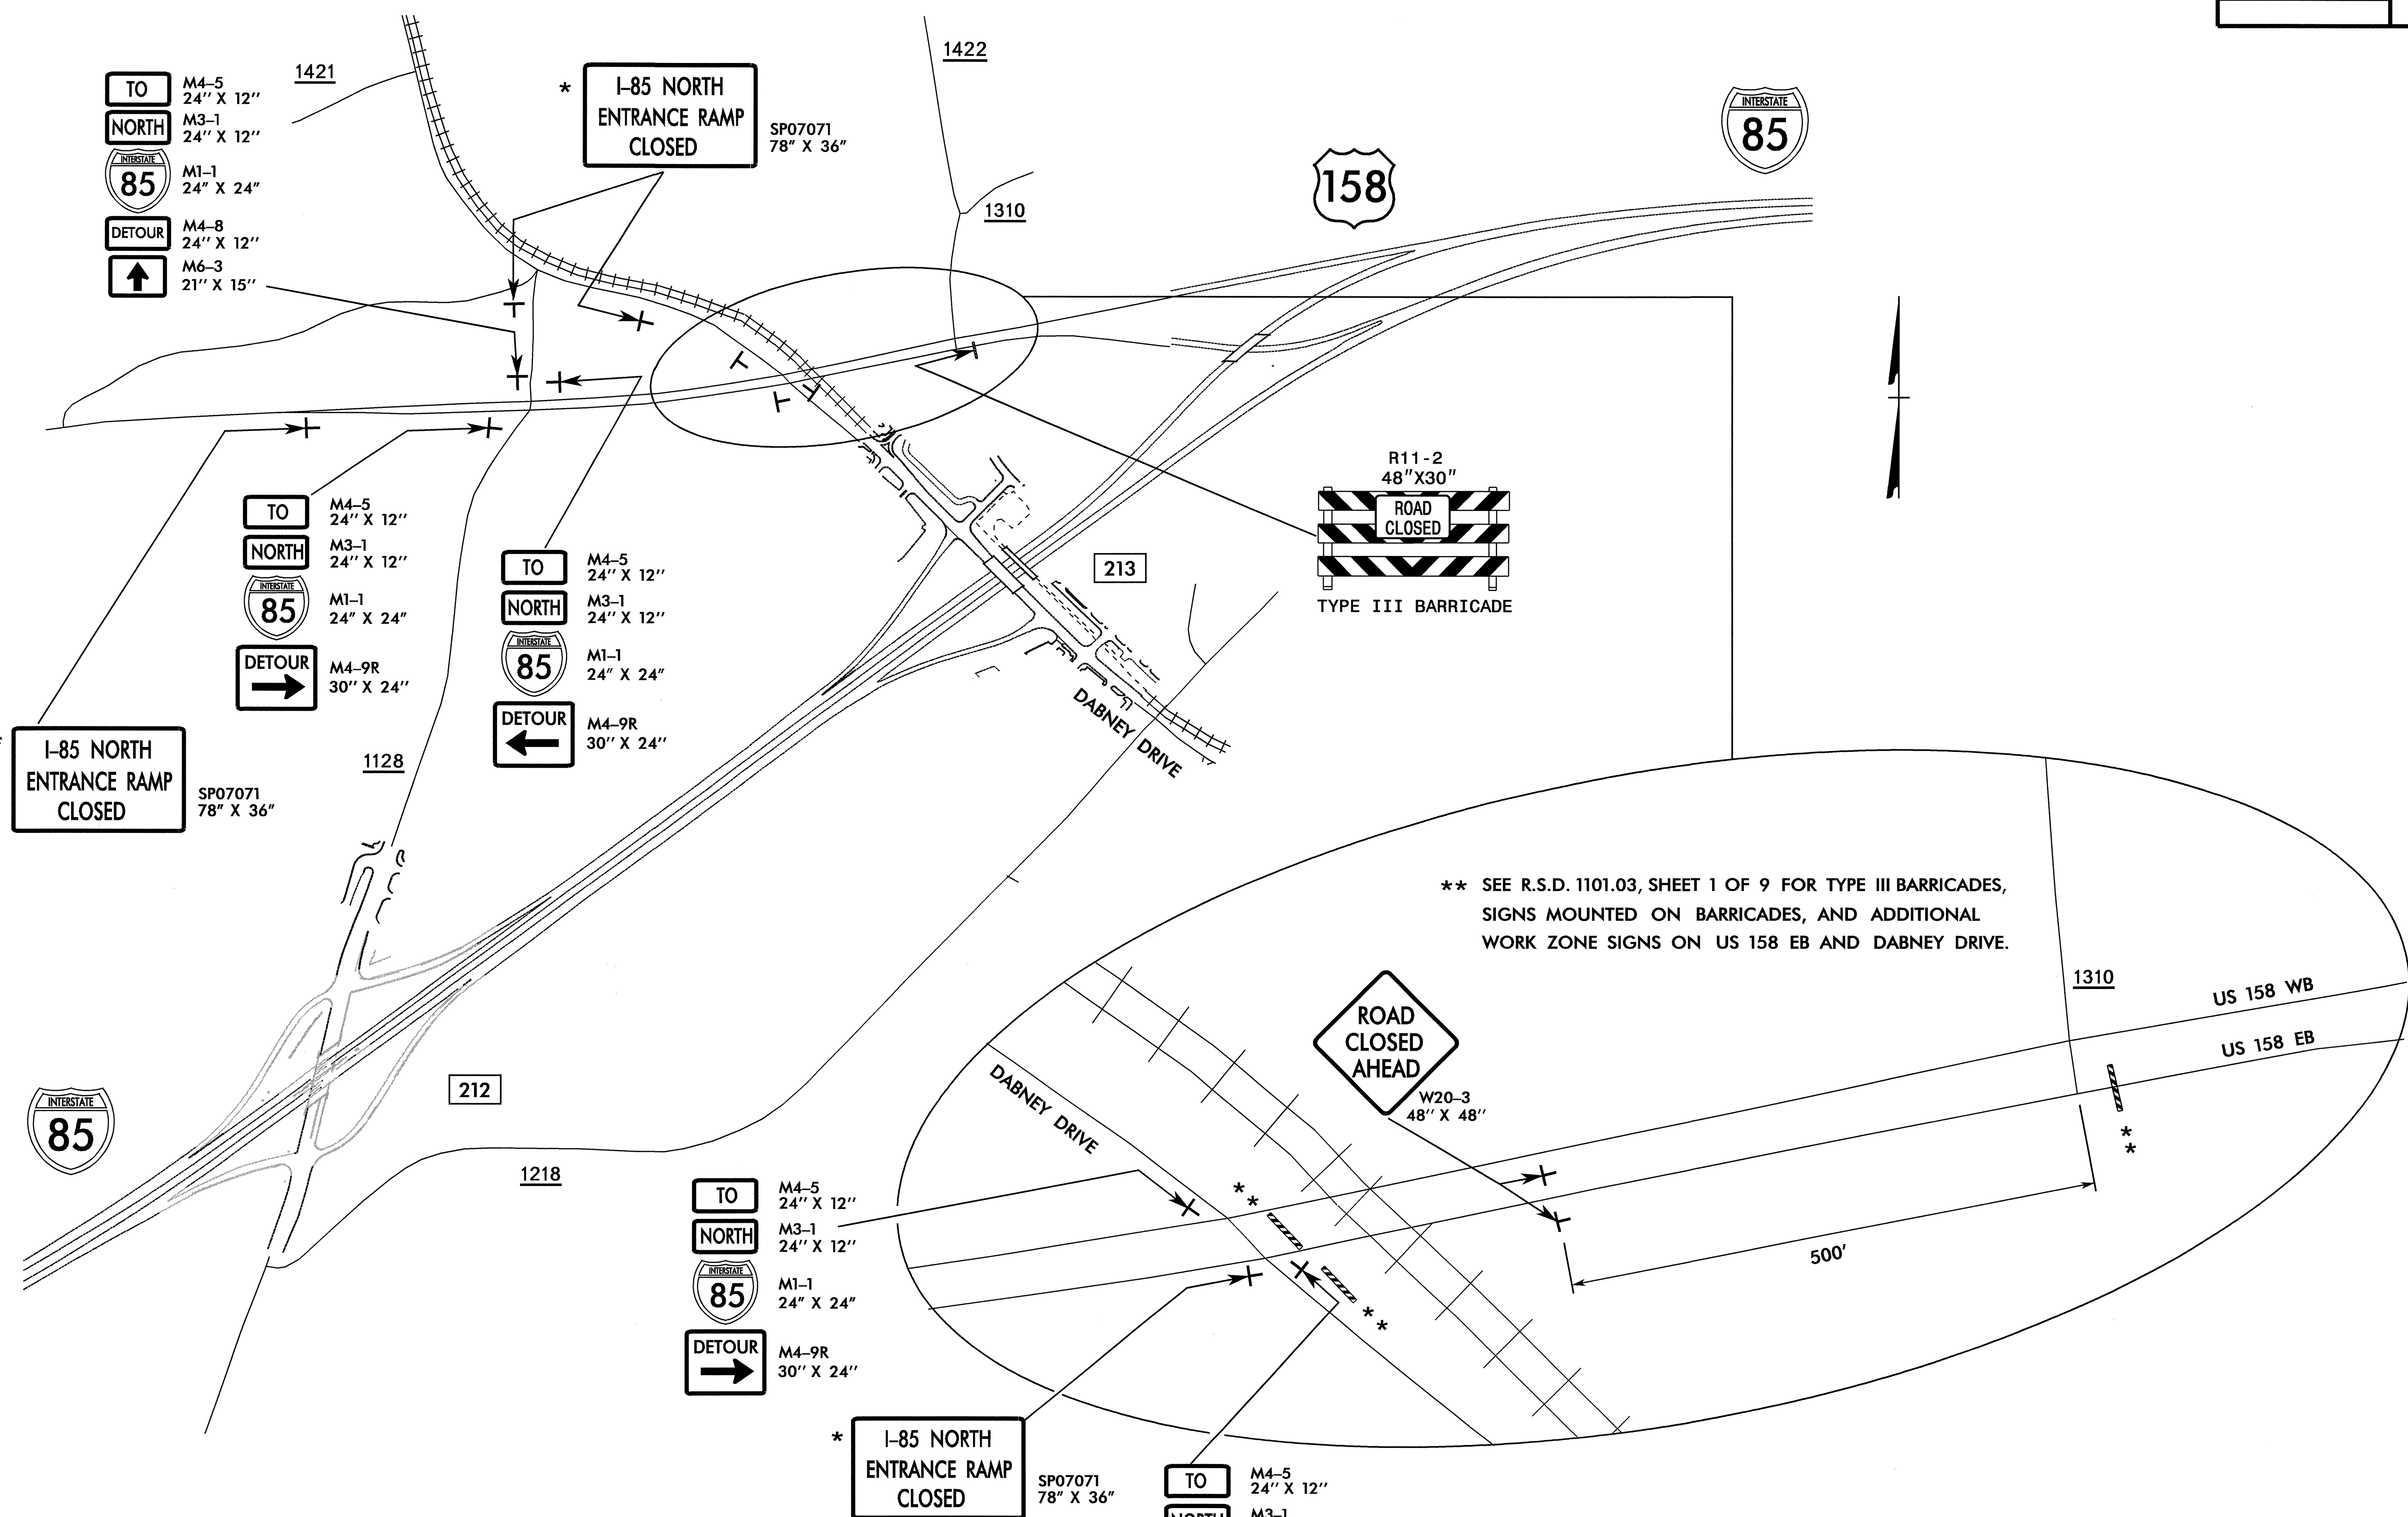 TO
M4-5
24'' X 12''
NORTH
M3-1
24'' X 12''
INTERSTATE
85
M1-1
24'' X 24''
DETOUR
M4-8
24'' X 12''
M6-3
21'' X 15''
1421
*
I-85 NORTH
ENTRANCE RAMP
CLOSED
SP07071
78'' X 36''
1422
1310
158
INTERSTATE
85
R11-2
48"X30"
ROAD
CLOSED
TYPE III BARRICADE
213
DABNEY DRIVE
TO
M4-5
24'' X 12''
NORTH
M3-1
24'' X 12''
INTERSTATE
85
M1-1
24'' X 24''
DETOUR
M4-9R
30'' X 24''
TO
M4-5
24'' X 12''
NORTH
M3-1
24'' X 12''
INTERSTATE
85
M1-1
24'' X 24''
DETOUR
M4-9R
30'' X 24''
I-85 NORTH
ENTRANCE RAMP
CLOSED
SP07071
78'' X 36''
1128
** SEE R.S.D. 1101.03, SHEET 1 OF 9 FOR TYPE III BARRICADES,
SIGNS MOUNTED ON BARRICADES, AND ADDITIONAL
WORK ZONE SIGNS ON US 158 EB AND DABNEY DRIVE.
ROAD
CLOSED
AHEAD
W20-3
48'' X 48''
1310
US 158 WB
US 158 EB
DABNEY DRIVE
**
**
**
500'
INTERSTATE
85
212
1218
TO
M4-5
24'' X 12''
NORTH
M3-1
24'' X 12''
INTERSTATE
85
M1-1
24'' X 24''
DETOUR
M4-9R
30'' X 24''
*
I-85 NORTH
ENTRANCE RAMP
CLOSED
SP07071
78'' X 36''
TO
M4-5
24'' X 12''
NORTH
M3-1